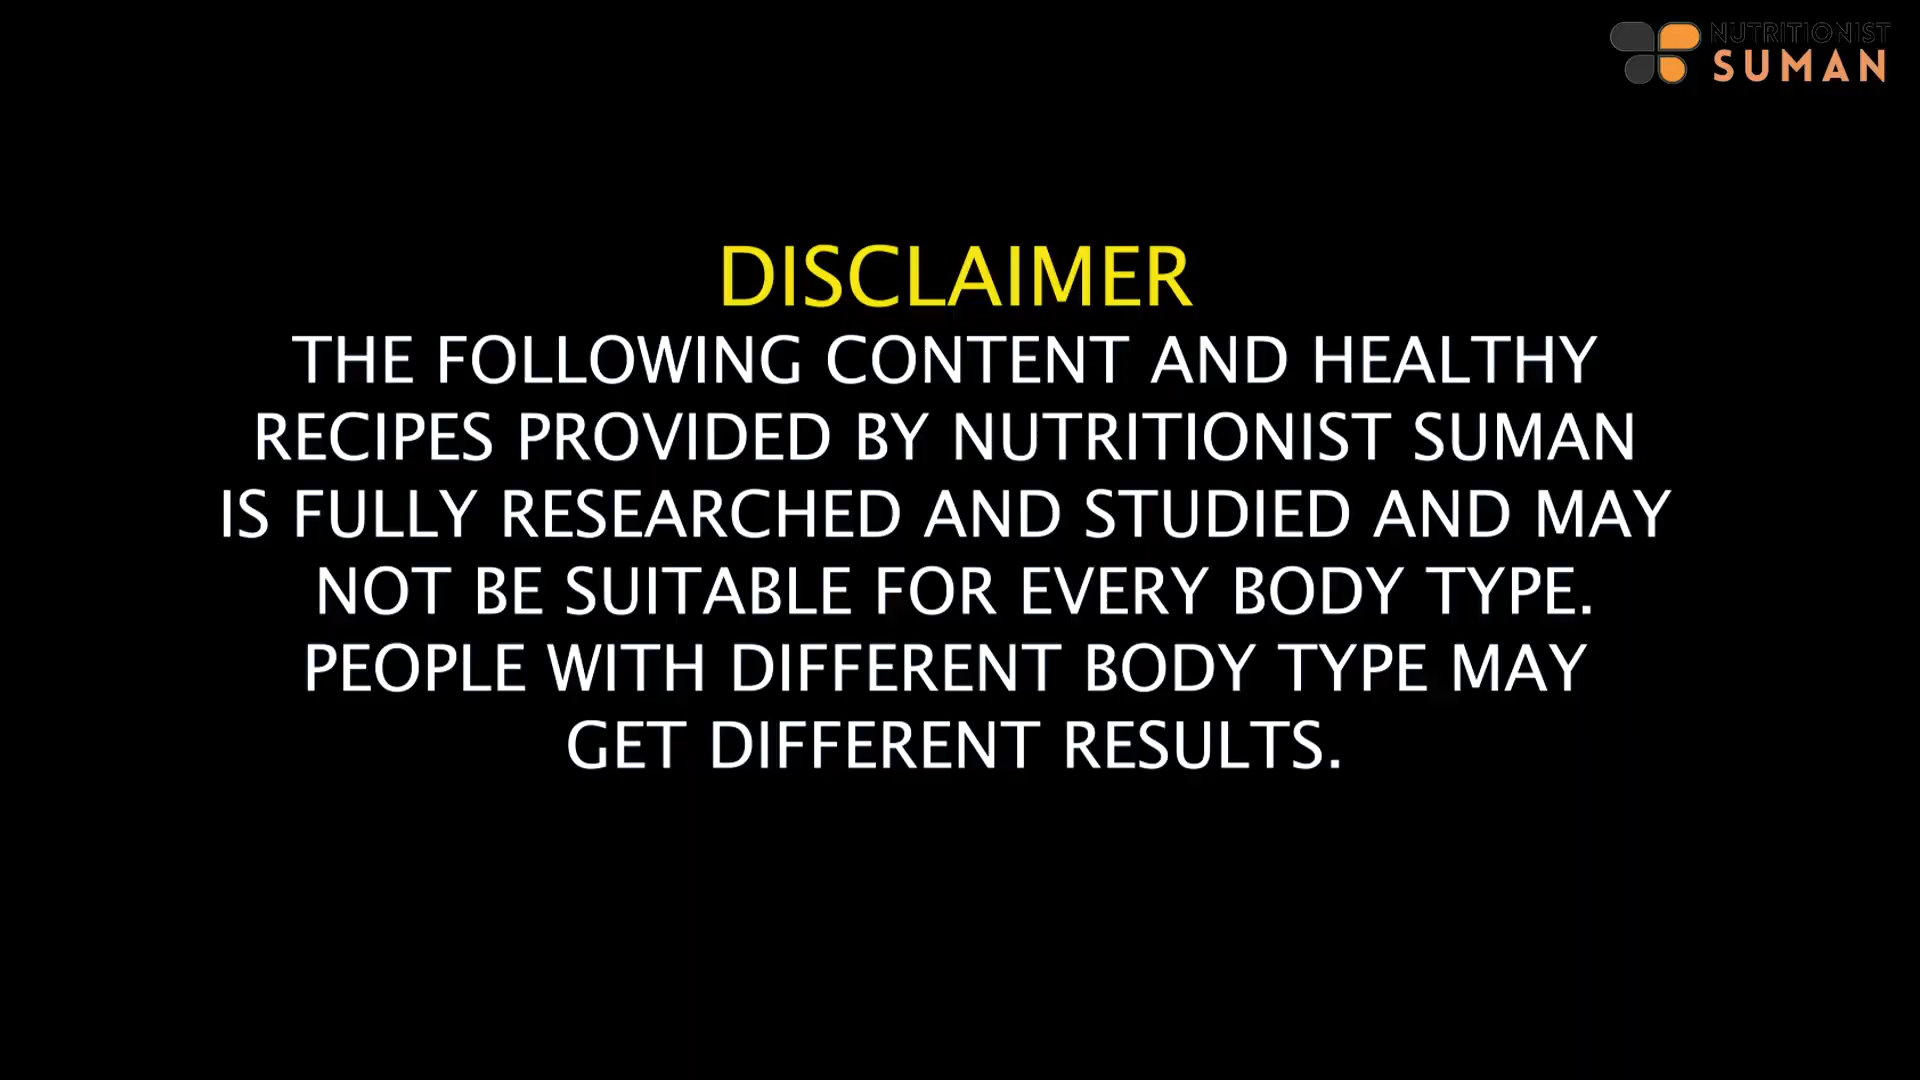 NUTRITIONIST
SUMAN
DISCLAIMER
THE FOLLOWING CONTENT AND HEALTHY
RECIPES PROVIDED BY NUTRITIONIST SUMAN
IS FULLY RESEARCHED AND STUDIED AND MAY
NOT BE SUITABLE FOR EVERY BODY TYPE.
PEOPLE WITH DIFFERENT BODY TYPE MAY
GET DIFFERENT RESULTS.